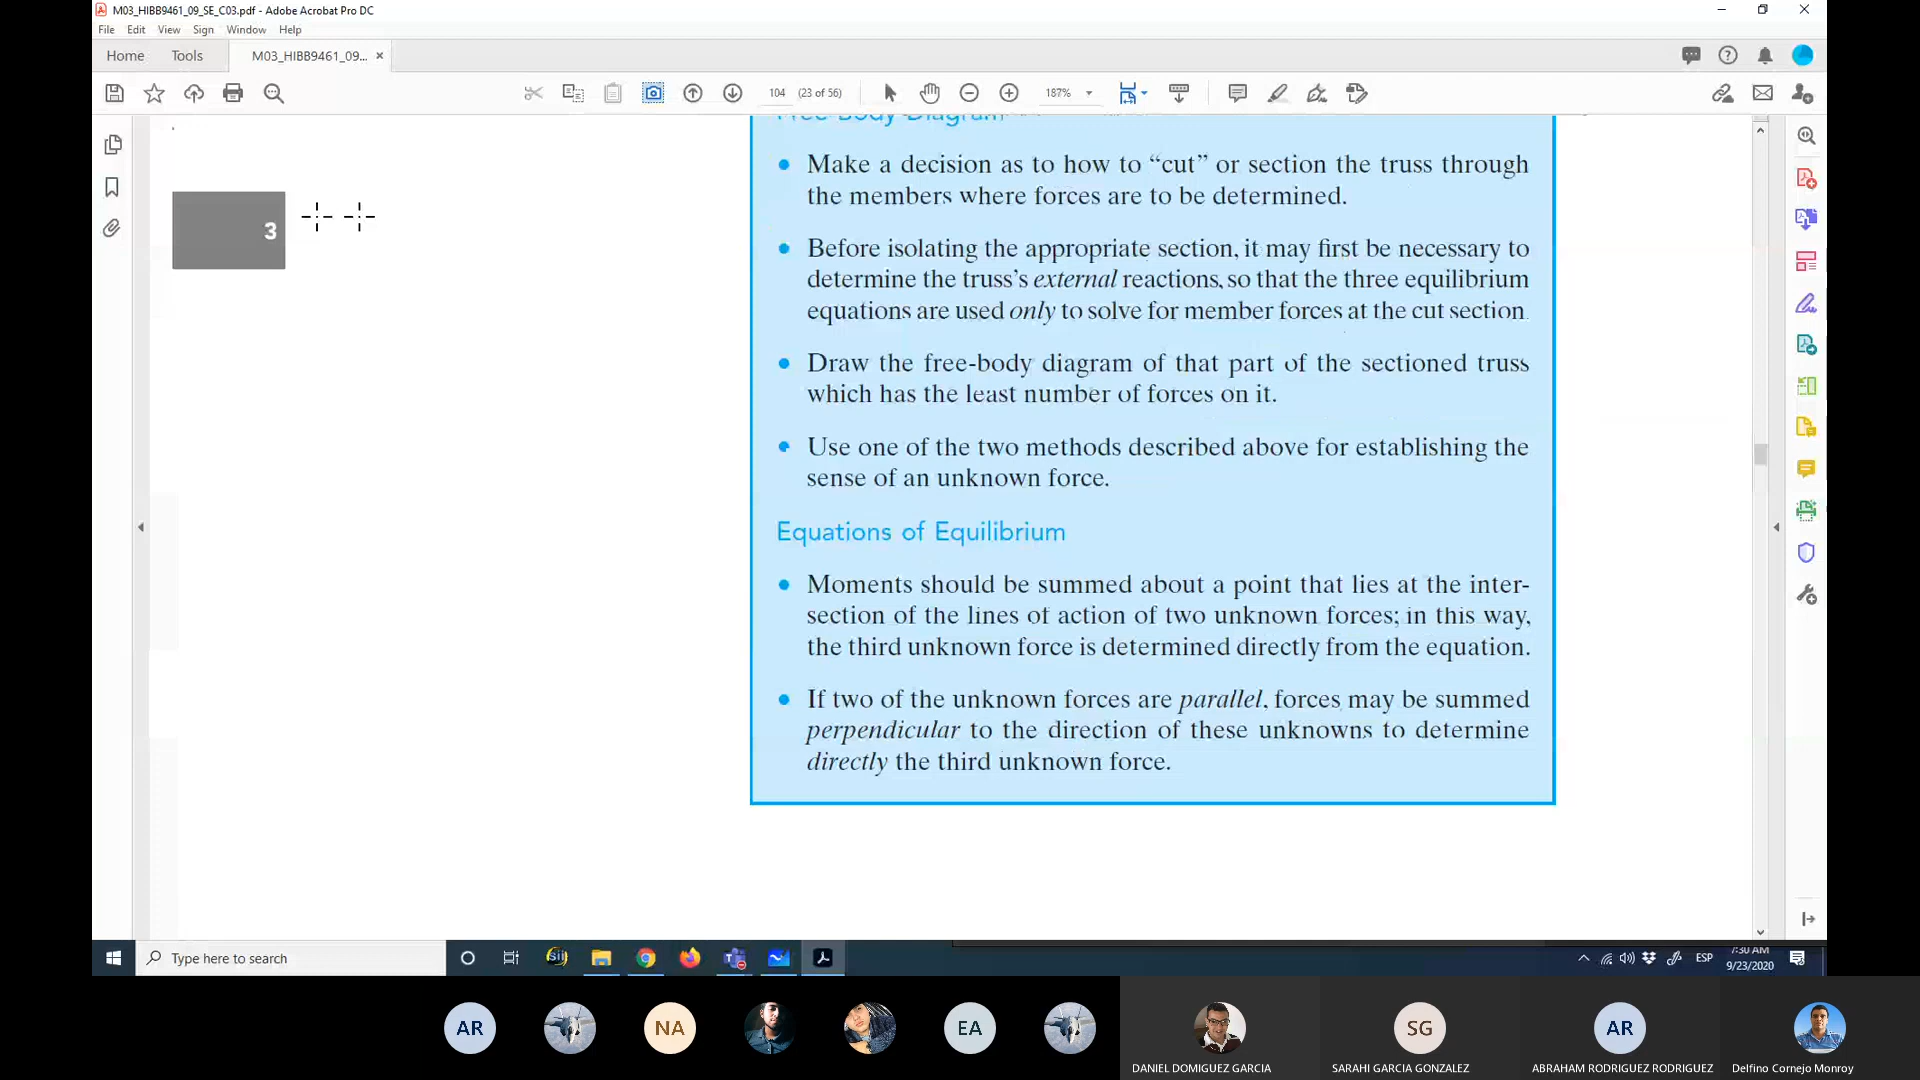 M03_HIBB9461_09_SE_C03.pdf - Adobe Acrobat Pro DC
File Edit View Sign Window Help
Home Tools M03_HIBB9461_09... ×
104 (23 of 56) 187%
Free-Body Diagram
• Make a decision as to how to “cut” or section the truss through
the members where forces are to be determined.
3
• Before isolating the appropriate section, it may first be necessary to
determine the truss’s external reactions, so that the three equilibrium
equations are used only to solve for member forces at the cut section.
• Draw the free-body diagram of that part of the sectioned truss
which has the least number of forces on it.
• Use one of the two methods described above for establishing the
sense of an unknown force.
Equations of Equilibrium
• Moments should be summed about a point that lies at the inter-
section of the lines of action of two unknown forces; in this way,
the third unknown force is determined directly from the equation.
• If two of the unknown forces are parallel, forces may be summed
perpendicular to the direction of these unknowns to determine
directly the third unknown force.
Type here to search
Sii
ESP
7:30 AM
9/23/2020
AR NA EA SG AR
DANIEL DOMIGUEZ GARCIA SARAHI GARCIA GONZALEZ ABRAHAM RODRIGUEZ RODRIGUEZ Delfino Cornejo Monroy